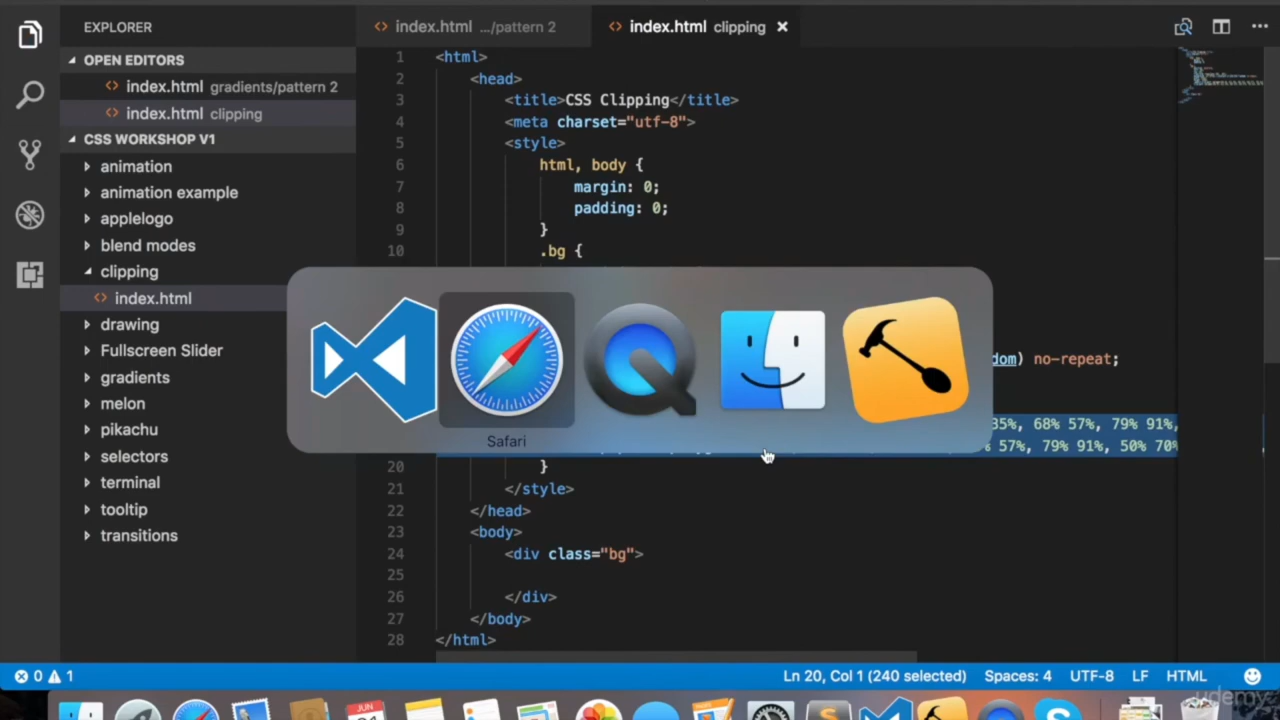 EXPLORER
OPEN EDITORS
index.html gradients/pattern 2
index.html clipping
CSS WORKSHOP V1
animation
animation example
applelogo
blend modes
clipping
index.html
drawing
Fullscreen Slider
gradients
melon
pikachu
selectors
terminal
tooltip
transitions
index.html .../pattern 2
index.html clipping
1 <html>
2 <head>
3 <title>CSS Clipping</title>
4 <meta charset="utf-8">
5 <style>
6 html, body {
7 margin: 0;
8 padding: 0;
9 }
10 .bg {
dom) no-repeat;
35%, 68% 57%, 79% 91%,
57%, 79% 91%, 50% 70%
20 }
21 </style>
22 </head>
23 <body>
24 <div class="bg">
25
26 </div>
27 </body>
28 </html>
Safari
0 1
Ln 20, Col 1 (240 selected)
Spaces: 4
UTF-8
LF
HTML
JUN
udemy